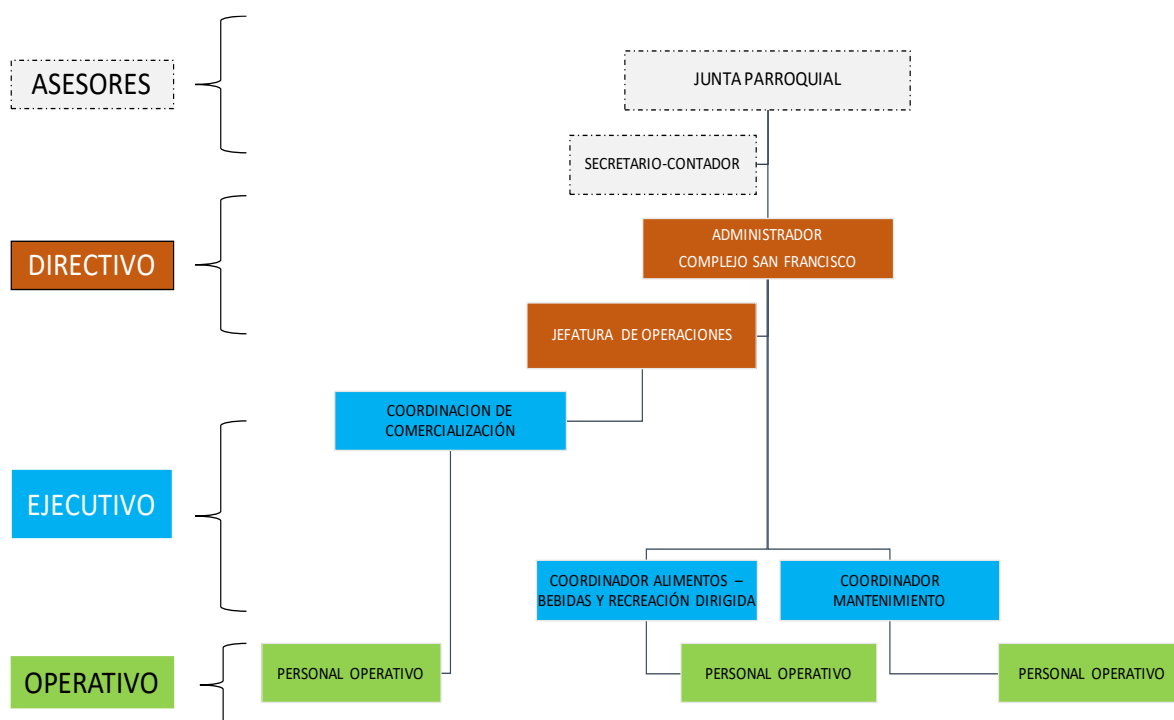 ASESORES
JUNTA PARROQUIAL
SECRETARIO-CONTADOR
DIRECTIVO
ADMINISTRADOR
COMPLEJO SAN FRANCISCO
JEFATURA DE OPERACIONES
COORDINACION DE
COMERCIALIZACIÓN
EJECUTIVO
COORDINADOR ALIMENTOS –
BEBIDAS Y RECREACIÓN DIRIGIDA
COORDINADOR
MANTENIMIENTO
OPERATIVO
PERSONAL OPERATIVO
PERSONAL OPERATIVO
PERSONAL OPERATIVO